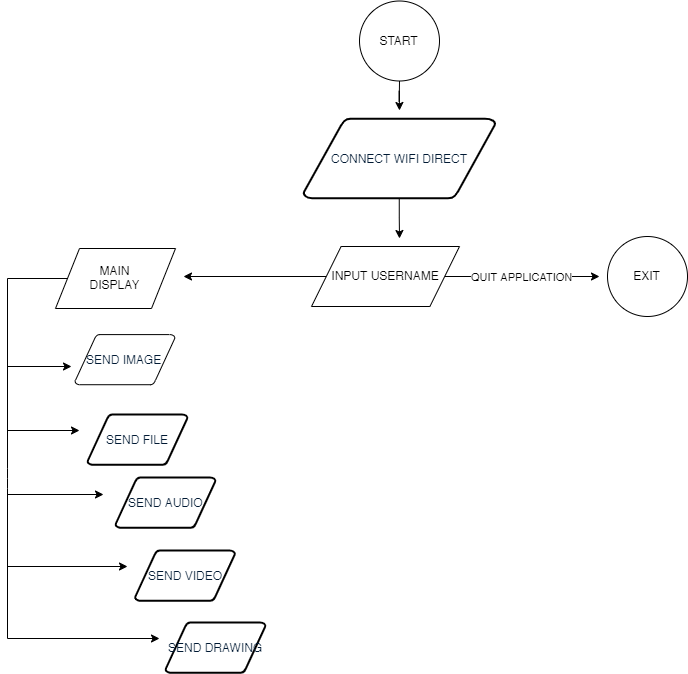 START
CONNECT WIFI DIRECT
MAIN
DISPLAY
INPUT USERNAME
QUIT APPLICATION
EXIT
SEND IMAGE
SEND FILE
SEND AUDIO
SEND VIDEO
SEND DRAWING